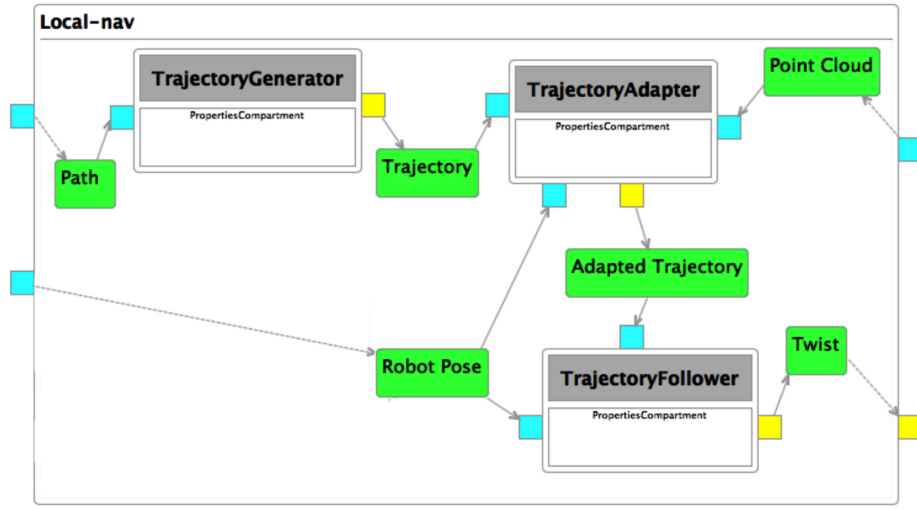 Local-nav
TrajectoryGenerator
PropertiesCompartment
Path
Trajectory
TrajectoryAdapter
PropertiesCompartment
Point Cloud
Adapted Trajectory
Robot Pose
TrajectoryFollower
PropertiesCompartment
Twist